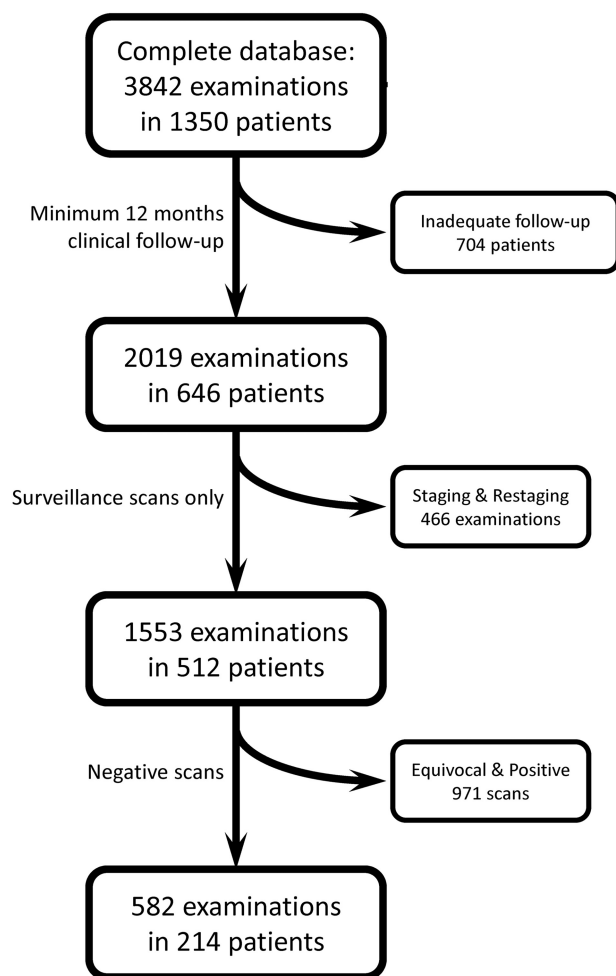 Complete database:
3842 examinations
in 1350 patients
Minimum 12 months
clinical follow-up
Inadequate follow-up
704 patients
2019 examinations
in 646 patients
Surveillance scans only
Staging & Restaging
466 examinations
1553 examinations
in 512 patients
Negative scans
Equivocal & Positive
971 scans
582 examinations
in 214 patients